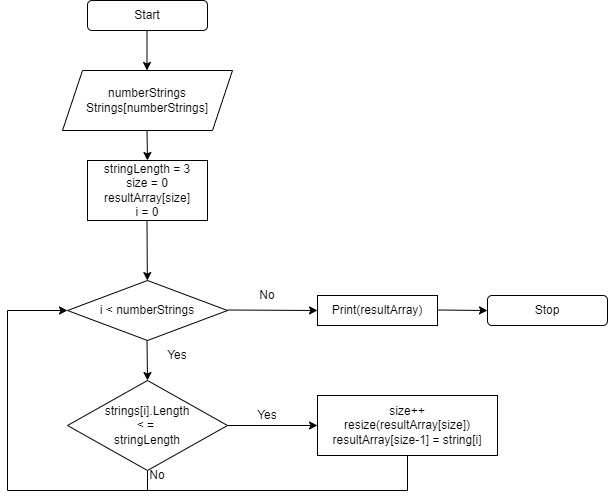 Start
numberStrings
Strings[numberStrings]
stringLength = 3
size = 0
resultArray[size]
i = 0
i < numberStrings
No
Print(resultArray)
Stop
Yes
strings[i].Length
< =
stringLength
Yes
size++
resize(resultArray[size])
resultArray[size-1] = string[i]
No